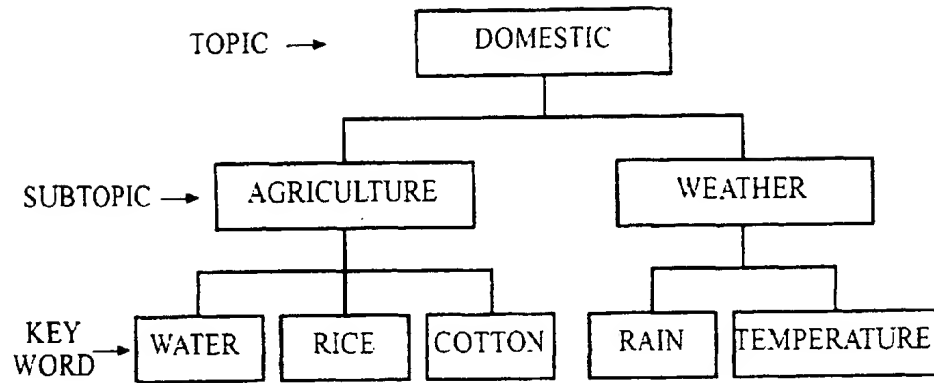 TOPIC
DOMESTIC
SUBTOPIC
AGRICULTURE
WEATHER
KEY
WORD
WATER
RICE
COTTON
RAIN
TEMPERATURE